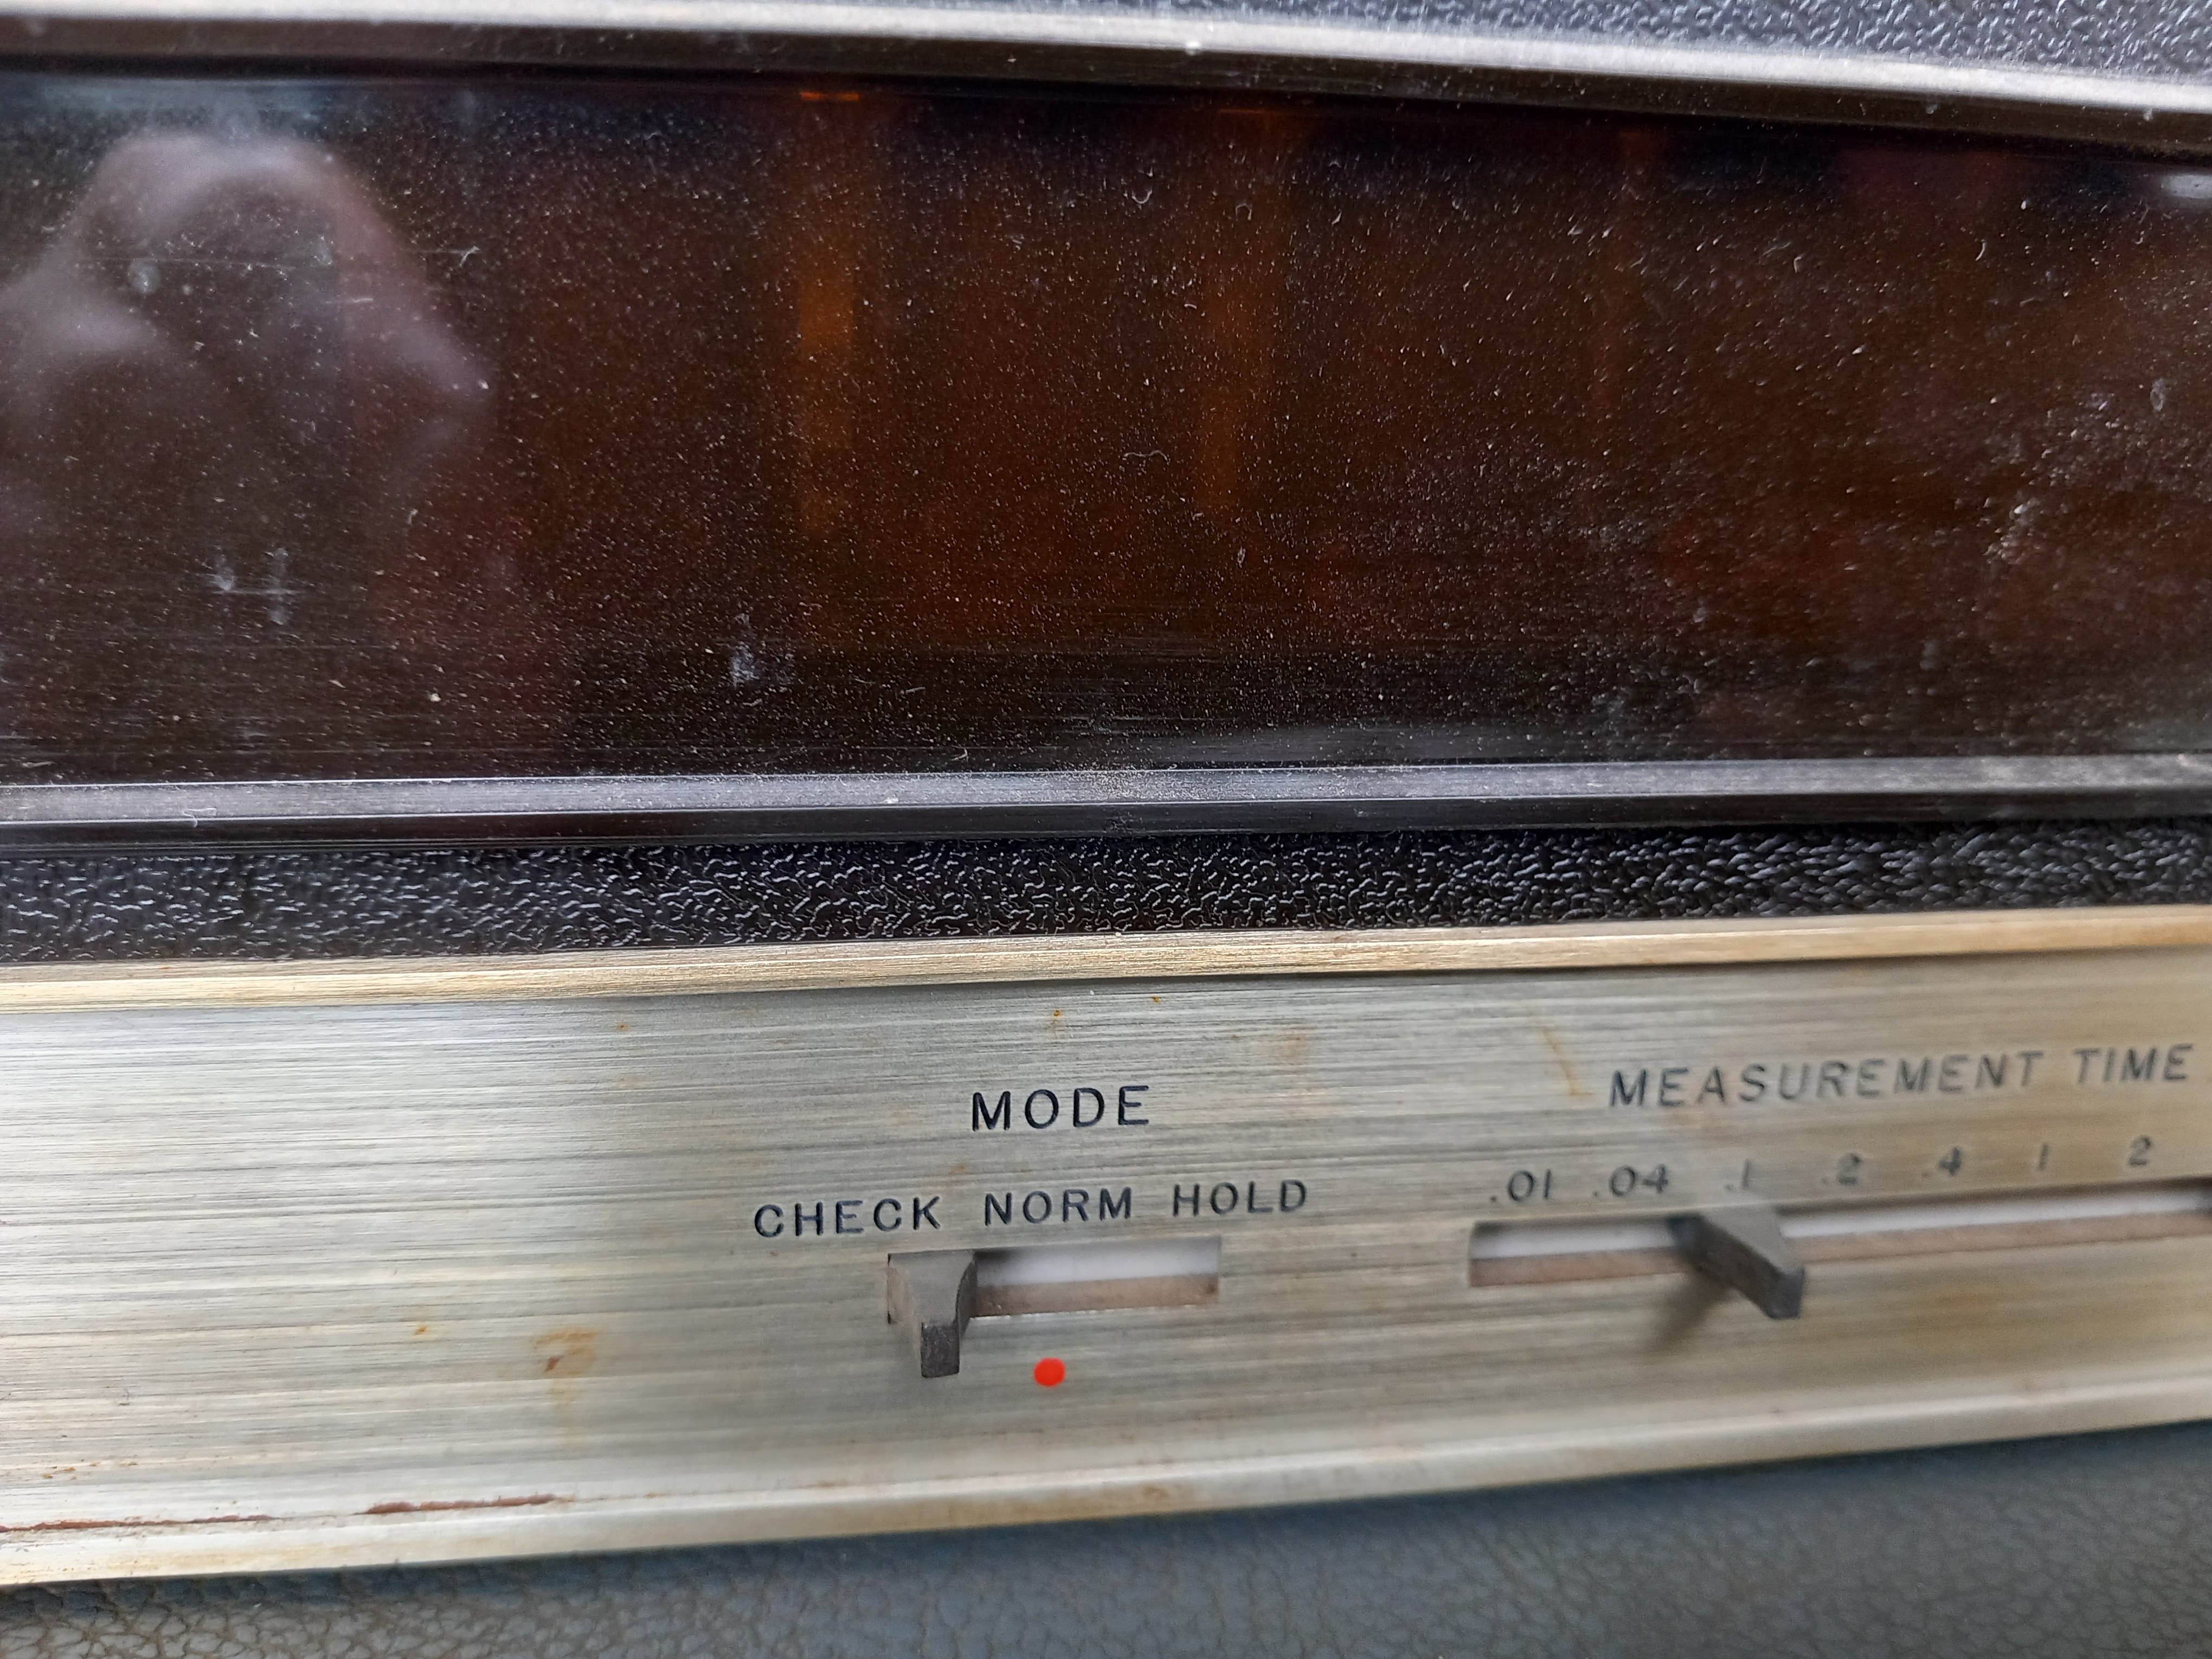 MODE
CHECK NORM HOLD
MEASUREMENT TIME
.01 .04 .1 .2 .4 1 2